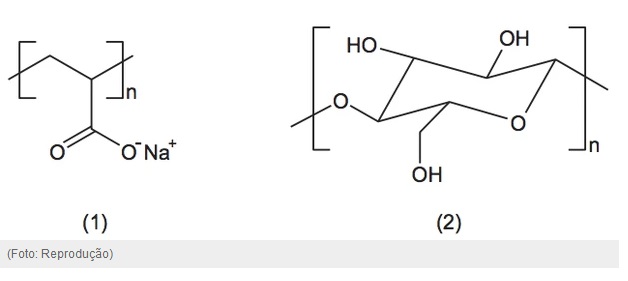 HO
OH
n
O
O
O
O⁻Na⁺
OH
n
(1)
(2)
(Foto: Reprodução)